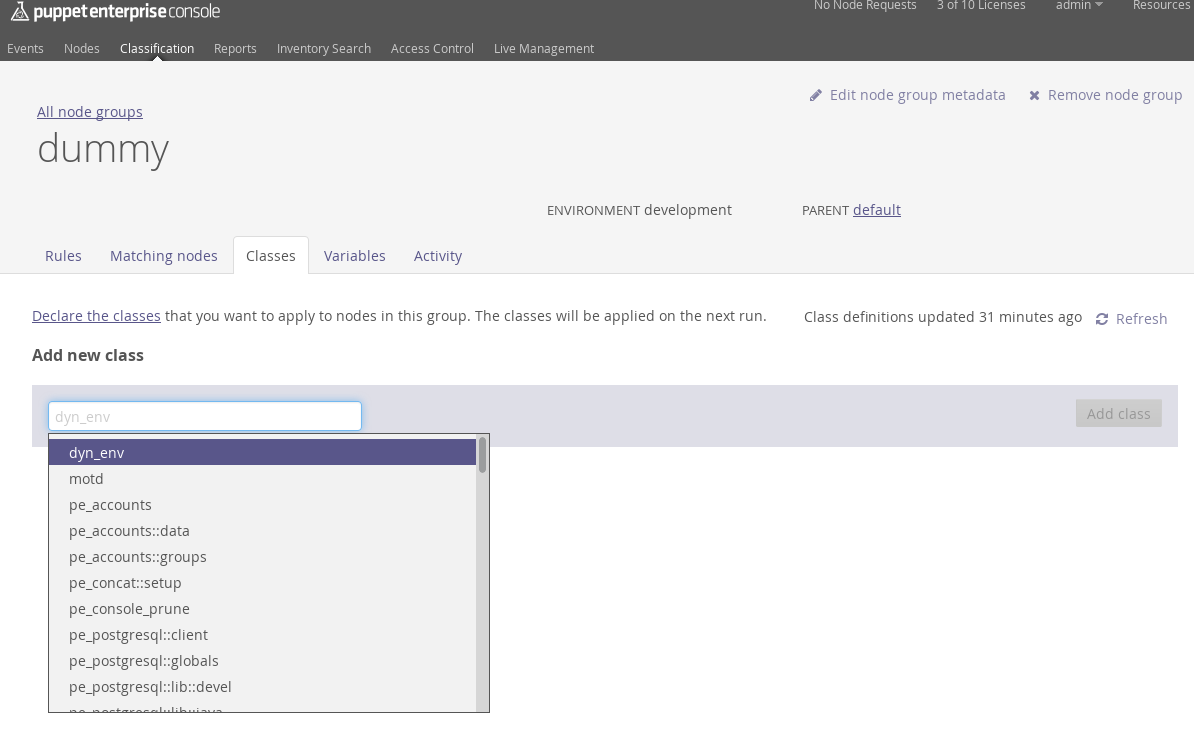 puppet enterprise console
No Node Requests 3 of 10 Licenses admin Resources
Events Nodes Classification Reports Inventory Search Access Control Live Management
Edit node group metadata Remove node group
All node groups
dummy
ENVIRONMENT development PARENT default
Rules Matching nodes Classes Variables Activity
Declare the classes that you want to apply to nodes in this group. The classes will be applied on the next run. Class definitions updated 31 minutes ago Refresh
Add new class
dyn_env Add class
dyn_env
motd
pe_accounts
pe_accounts::data
pe_accounts::groups
pe_concat::setup
pe_console_prune
pe_postgresql::client
pe_postgresql::globals
pe_postgresql::lib::devel
pe_postgresql::lib::java